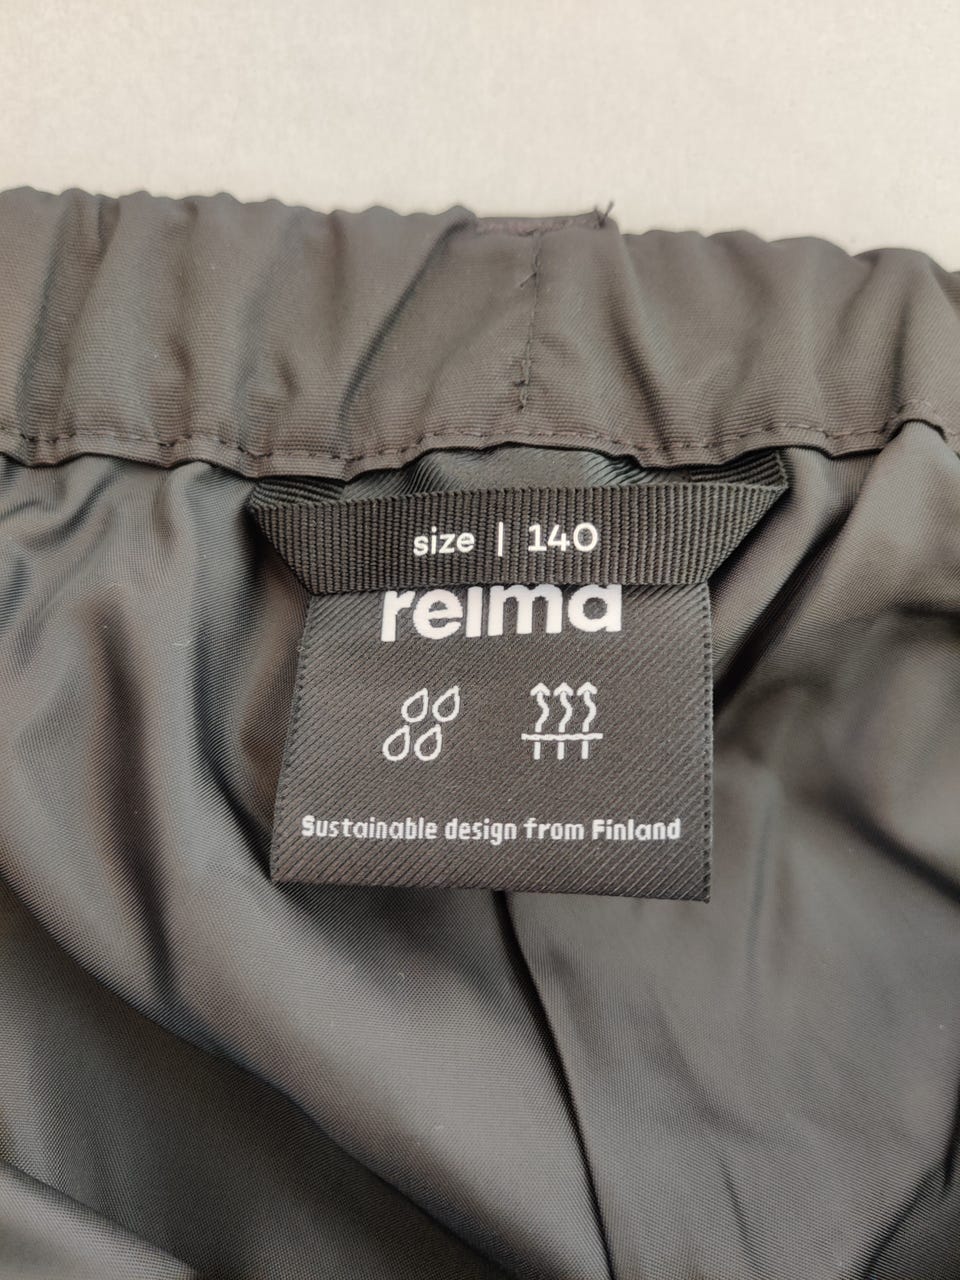 size | 140
reima
Sustainable design from Finland